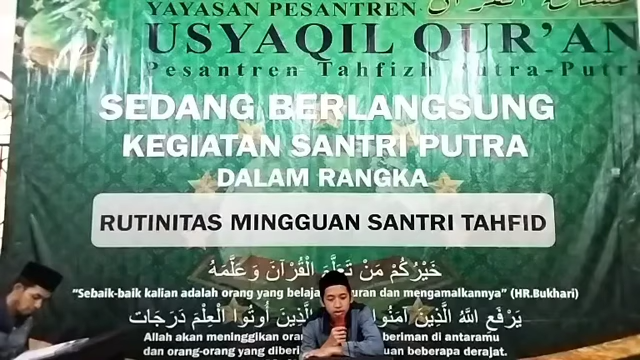 YAYASAN PESANTREN
USYAQIL QUR'AN
Pesantren Tahfizh Putra-Putri
SEDANG BERLANGSUNG
KEGIATAN SANTRI PUTRA
DALAM RANGKA
RUTINITAS MINGGUAN SANTRI TAHFID
خَيْرُكُمْ مَنْ تَعَلَّمَ الْقُرْآنَ وَعَلَّمَهُ
"Sebaik-baik kalian adalah orang yang belaja uran dan mengamalkannya" (HR.Bukhari)
يَرْفَعِ اللَّهُ الَّذِينَ آمَنُوا الَّذِينَ أُوتُوا الْعِلْمَ دَرَجَاتٍ
Allah akan meninggikan oran beriman di antaramu
dan orang-orang yang diberi uan beberapa derajat.